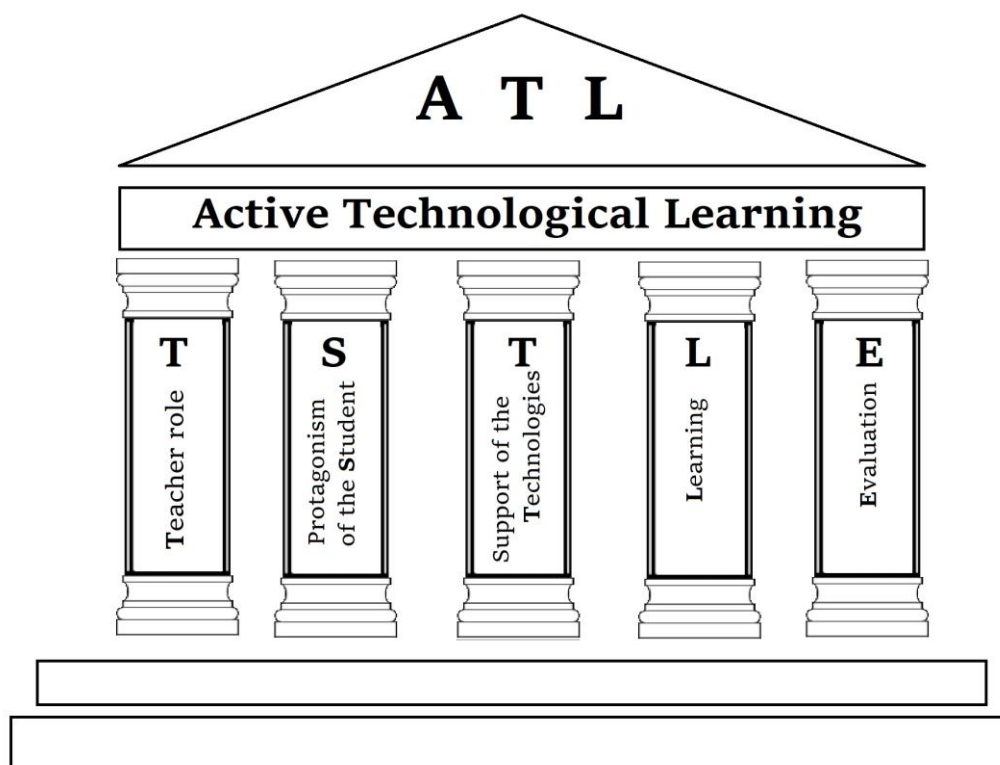 A T L
Active Technological Learning
T
Teacher role
S
Protagonism
of the Student
T
Support of the
Technologies
L
Learning
E
Evaluation